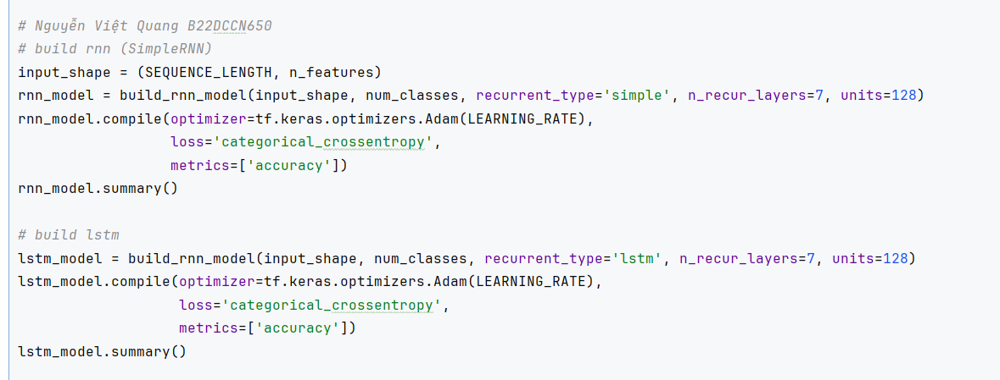 # Nguyễn Việt Quang B22DCCN650
# build rnn (SimpleRNN)
input_shape = (SEQUENCE_LENGTH, n_features)
rnn_model = build_rnn_model(input_shape, num_classes, recurrent_type='simple', n_recur_layers=7, units=128)
rnn_model.compile(optimizer=tf.keras.optimizers.Adam(LEARNING_RATE),
                  loss='categorical_crossentropy',
                  metrics=['accuracy'])
rnn_model.summary()

# build lstm
lstm_model = build_rnn_model(input_shape, num_classes, recurrent_type='lstm', n_recur_layers=7, units=128)
lstm_model.compile(optimizer=tf.keras.optimizers.Adam(LEARNING_RATE),
                   loss='categorical_crossentropy',
                   metrics=['accuracy'])
lstm_model.summary()